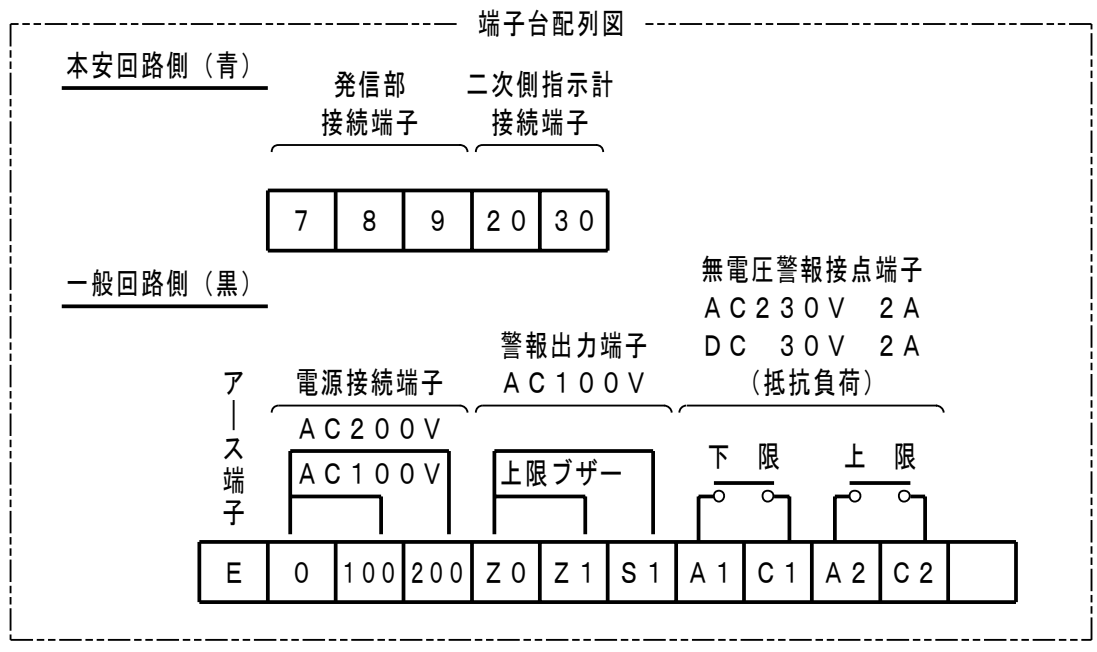 端子台配列図
本安回路側（青）
発信部
接続端子
二次側指示計
接続端子
7 8 9 20 30
一般回路側（黒）
アース端子
電源接続端子
AC200V
AC100V
警報出力端子
AC100V
上限ブザー
無電圧警報接点端子
AC230V 2A
DC 30V 2A
（抵抗負荷）
下 限
上 限
E 0 100 200 Z0 Z1 S1 A1 C1 A2 C2